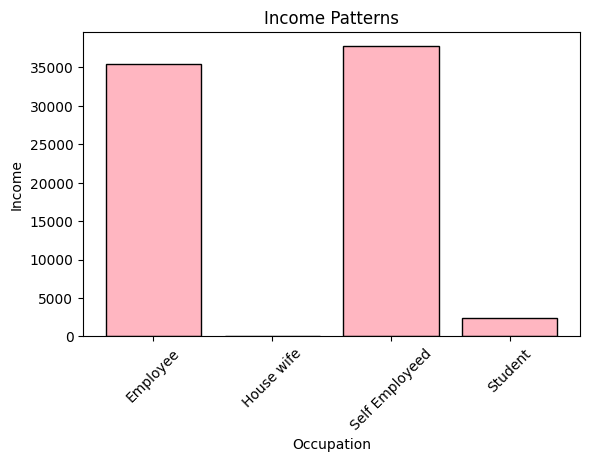 Income Patterns
Income
35000
30000
25000
20000
15000
10000
5000
0
Employee
House wife
Self Employeed
Student
Occupation